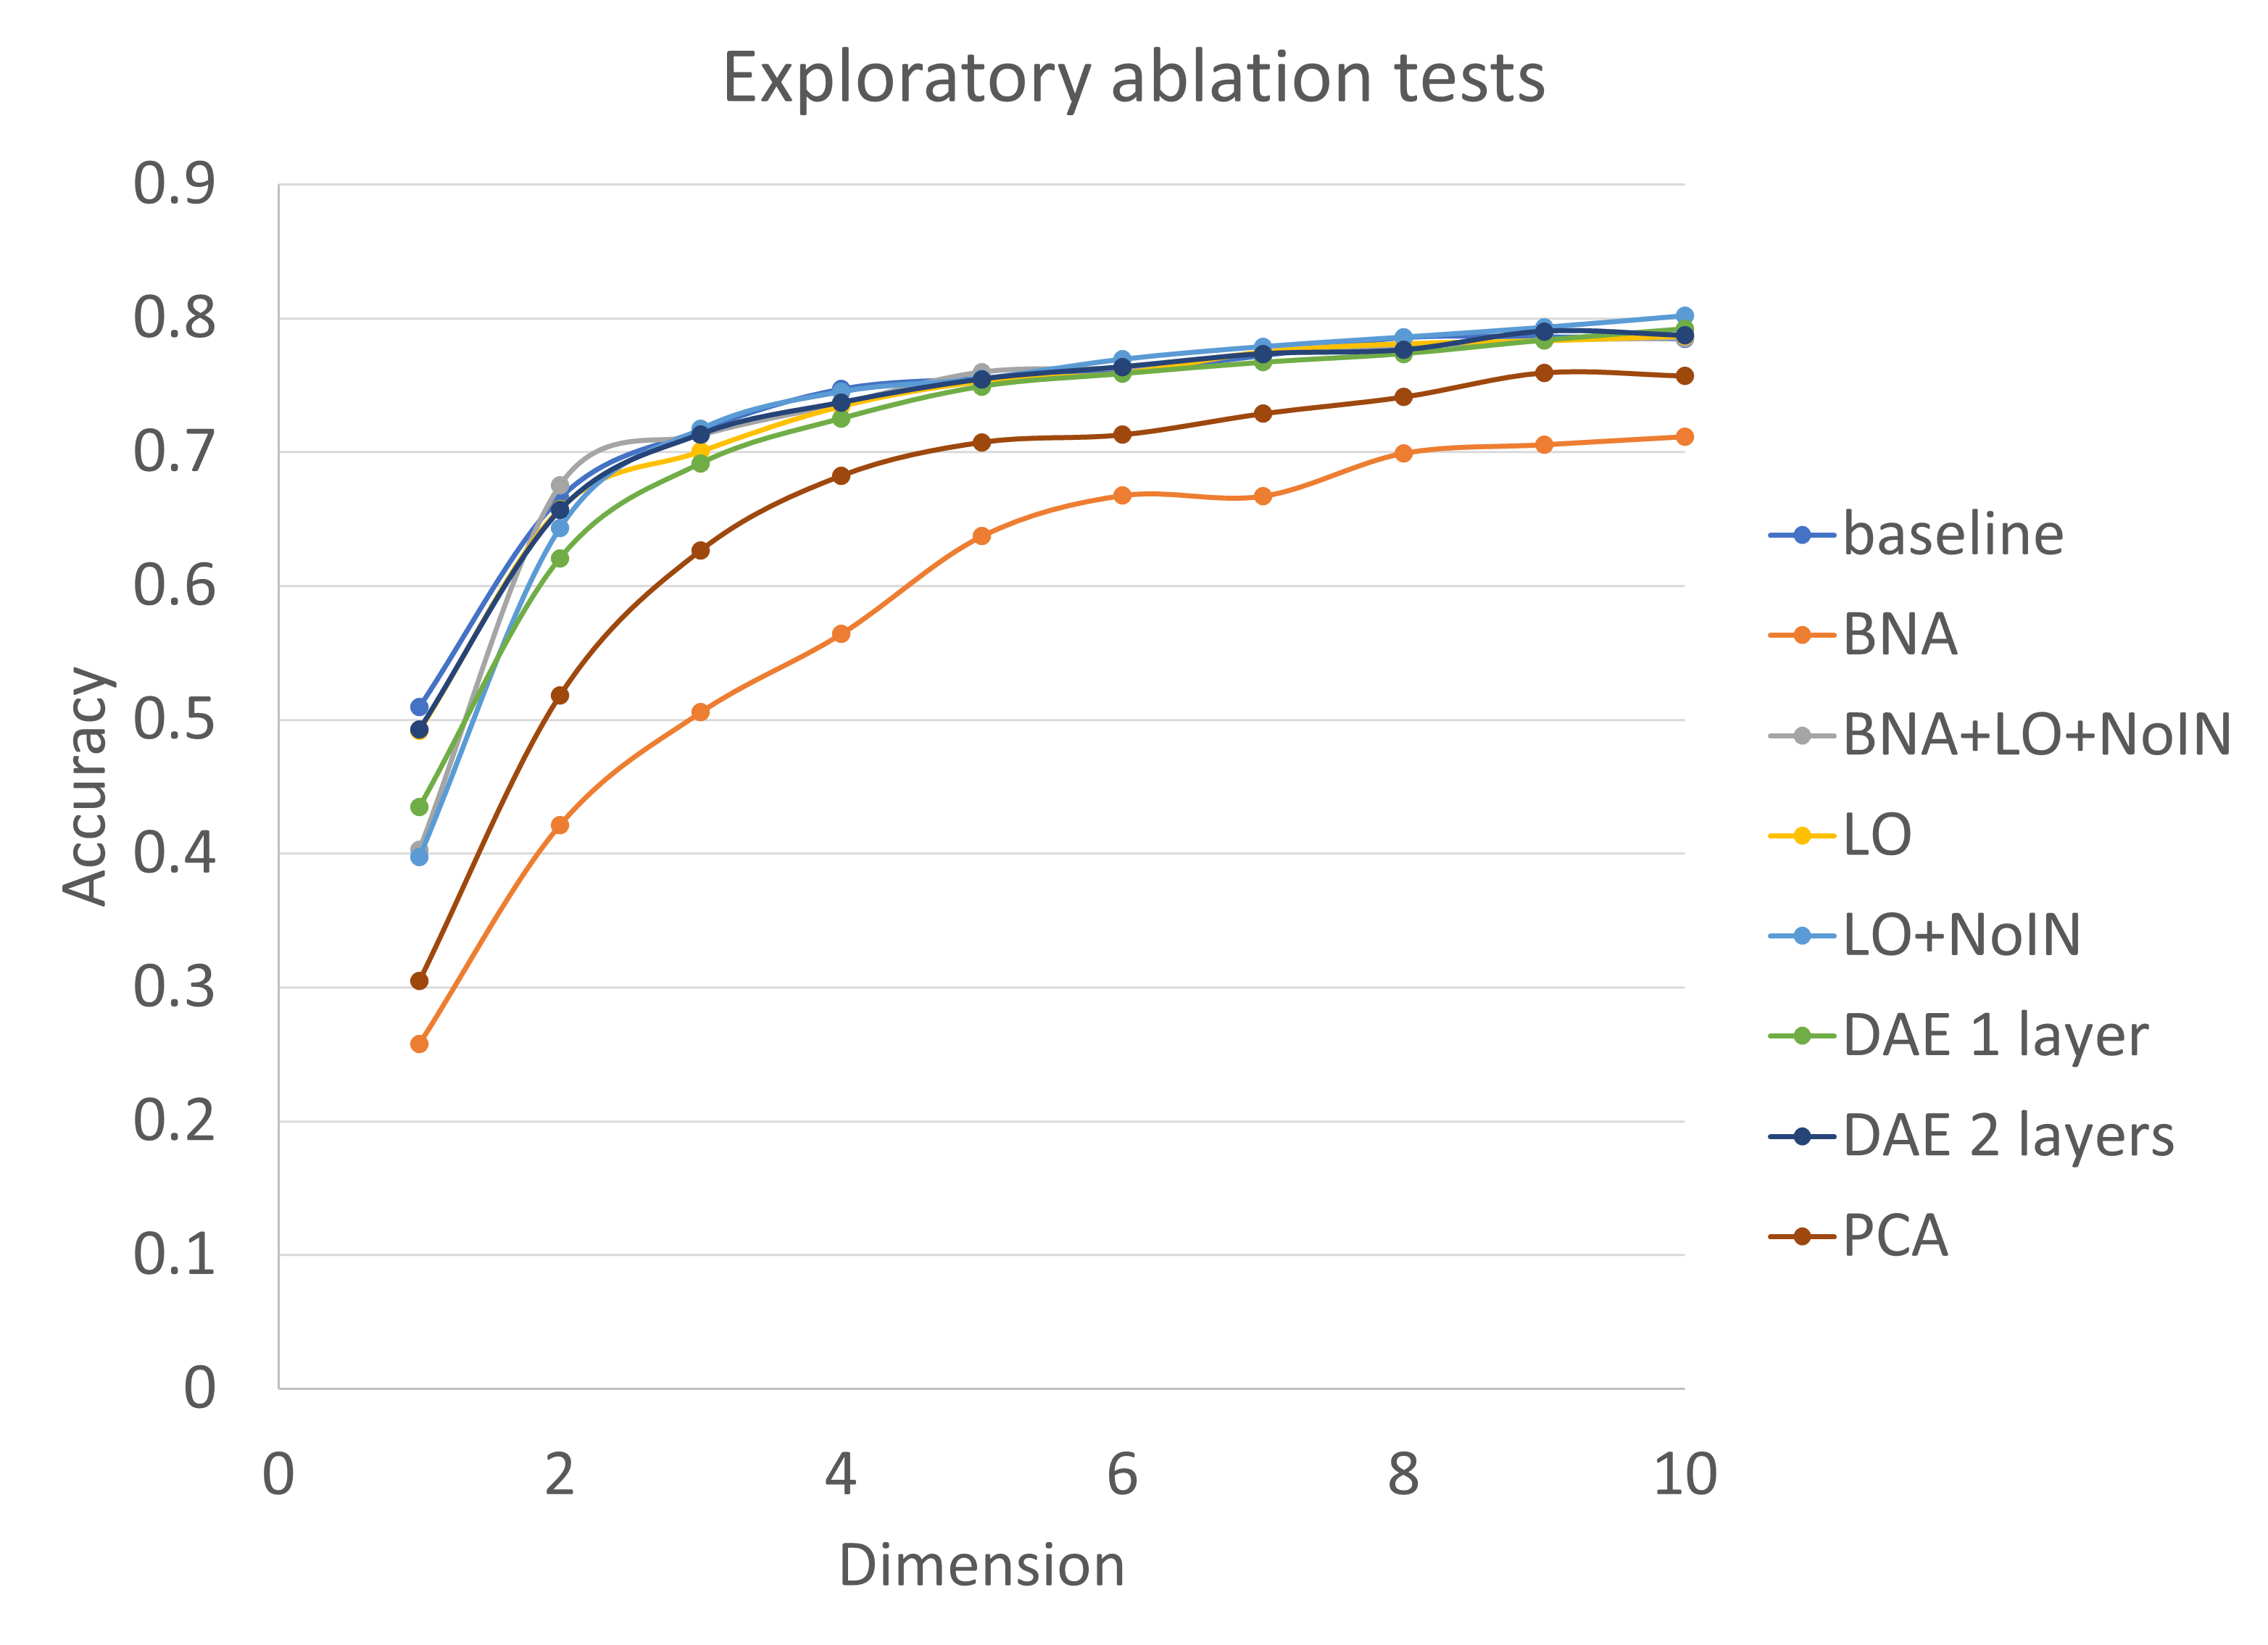 Exploratory ablation tests
0.9
0.8
0.7
0.6
0.5
0.4
0.3
0.2
0.1
0
Accuracy
0 2 4 6 8 10
Dimension
baseline
BNA
BNA+LO+NoIN
LO
LO+NoIN
DAE 1 layer
DAE 2 layers
PCA